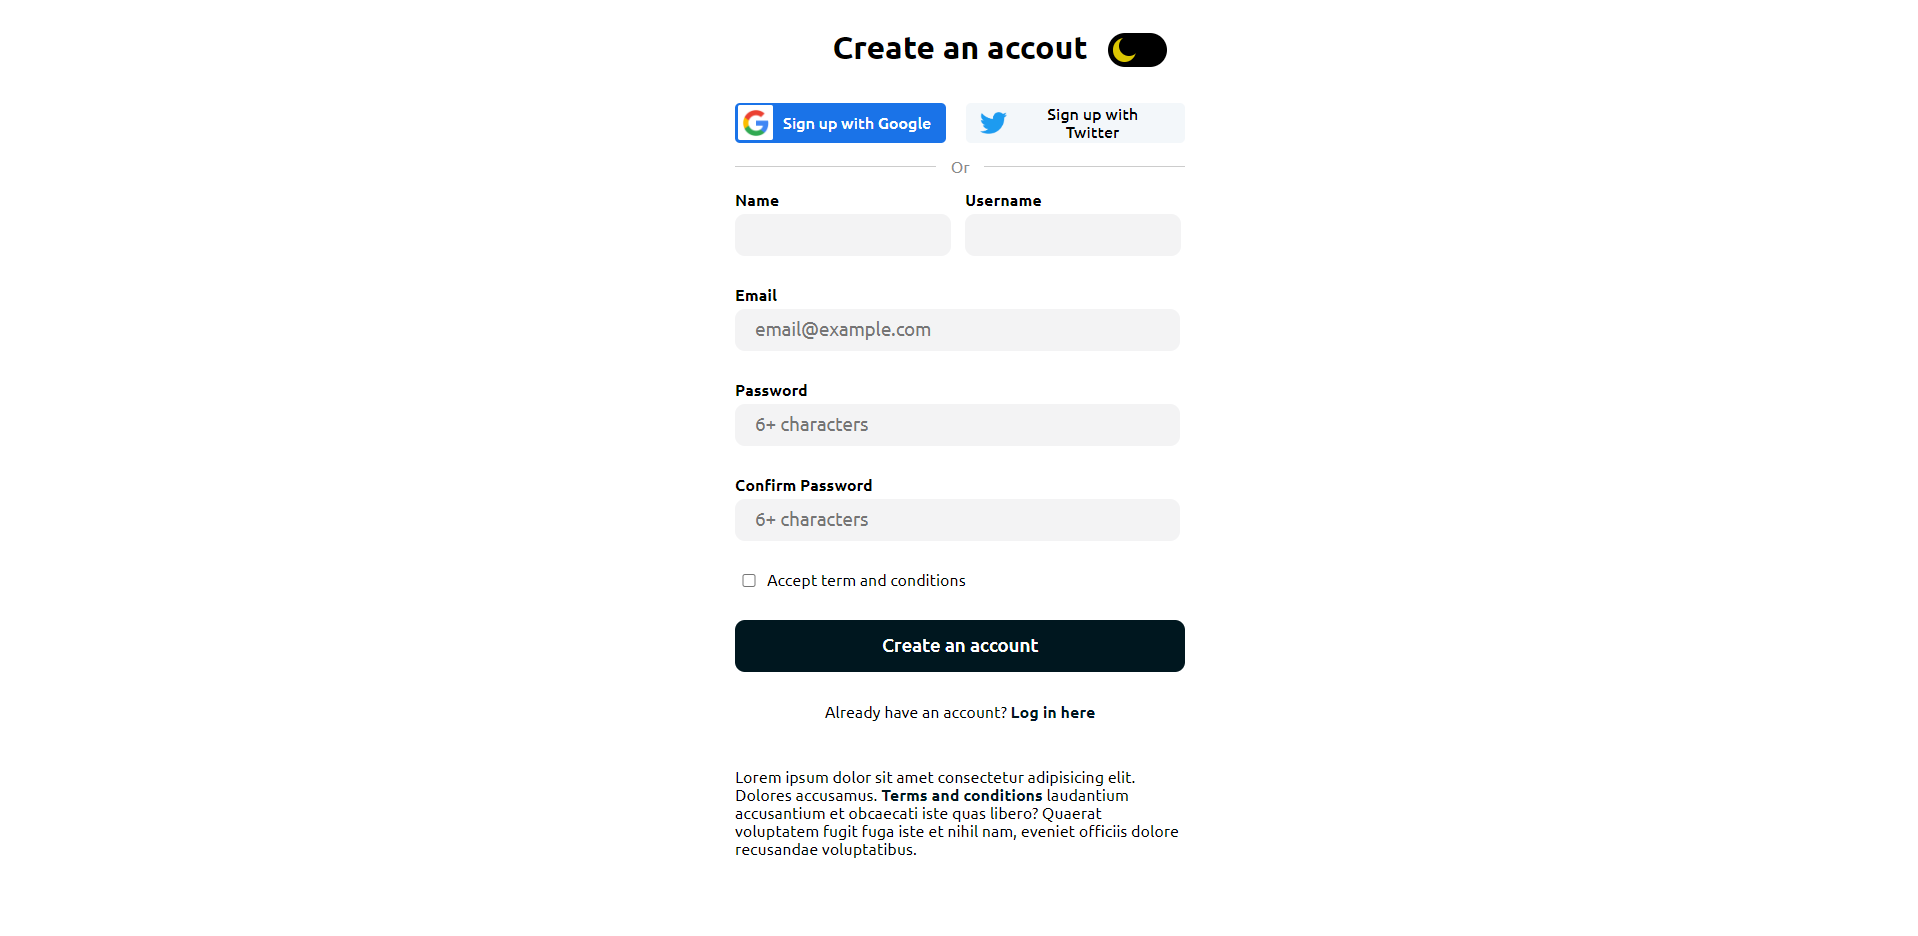 Create an accout
Sign up with Google
Sign up with
Twitter
Or
Name
Username
Email
email@example.com
Password
6+ characters
Confirm Password
6+ characters
Accept term and conditions
Create an account
Already have an account? Log in here
Lorem ipsum dolor sit amet consectetur adipisicing elit.
Dolores accusamus. Terms and conditions laudantium
accusantium et obcaecati iste quas libero? Quaerat
voluptatem fugit fuga iste et nihil nam, eveniet officiis dolore
recusandae voluptatibus.